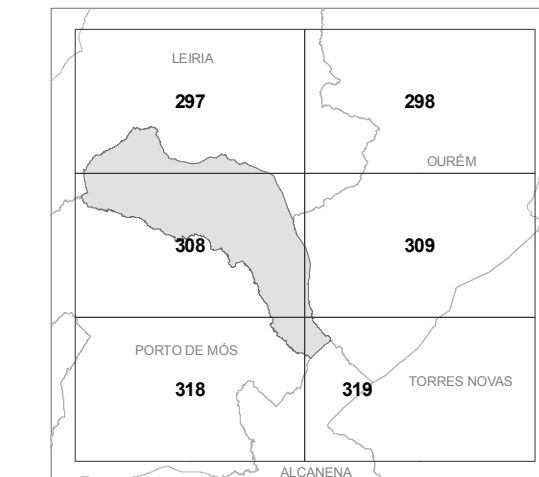 LEIRIA
297 298
OURÉM
308 309
PORTO DE MÓS
318 319 TORRES NOVAS
ALCANENA